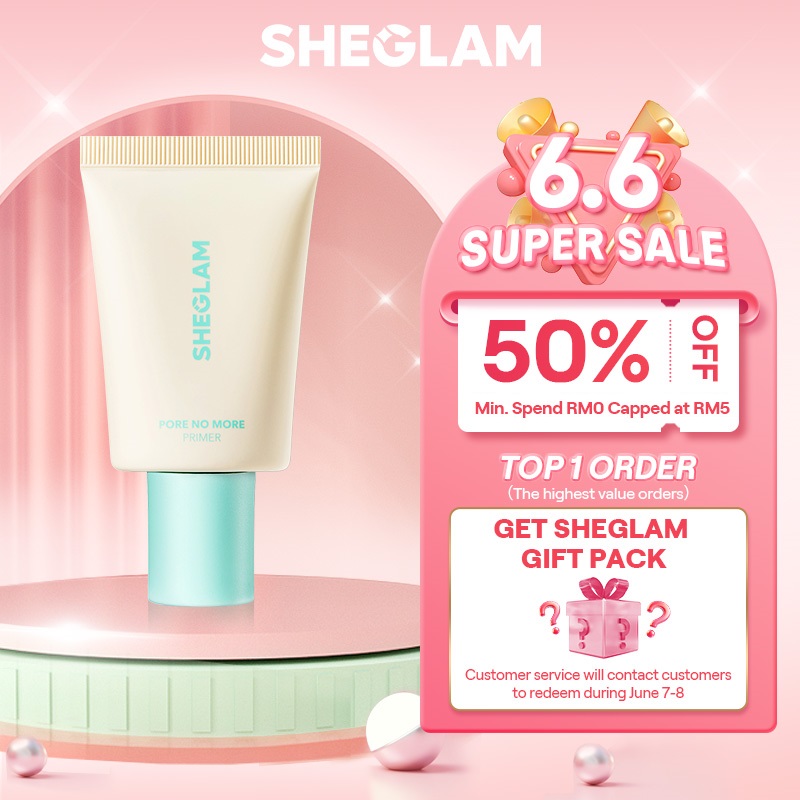 SHEGLAM
SHEGLAM
PORE NO MORE
PRIMER
6.6
SUPER SALE
50% OFF
Min. Spend RM0 Capped at RM5
TOP 1 ORDER
(The highest value orders)
GET SHEGLAM
GIFT PACK
? ? ? ?
Customer service will contact customers
to redeem during June 7-8